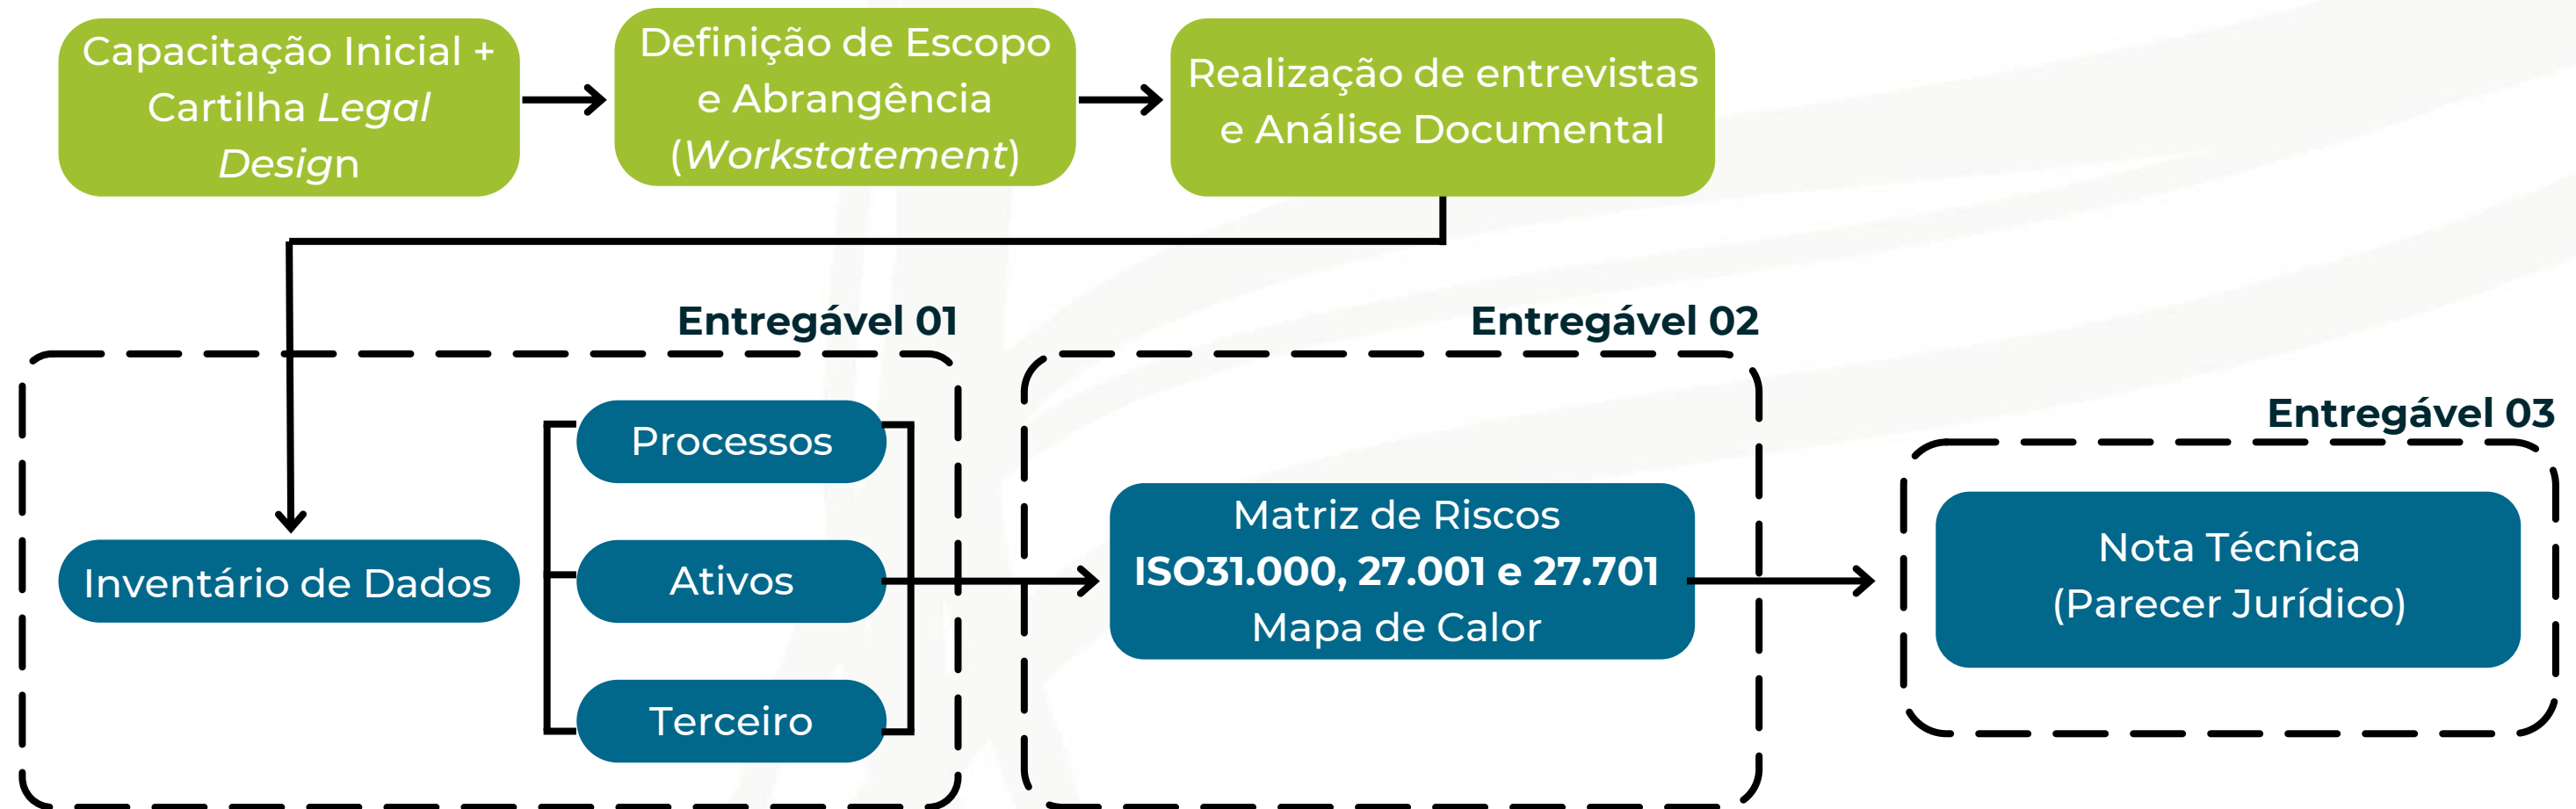 Capacitação Inicial +
Cartilha Legal
Design
Definição de Escopo
e Abrangência
(Workstatement)
Realização de entrevistas
e Análise Documental
Entregável 01
Inventário de Dados
Processos
Ativos
Terceiro
Entregável 02
Matriz de Riscos
ISO31.000, 27.001 e 27.701
Mapa de Calor
Entregável 03
Nota Técnica
(Parecer Jurídico)